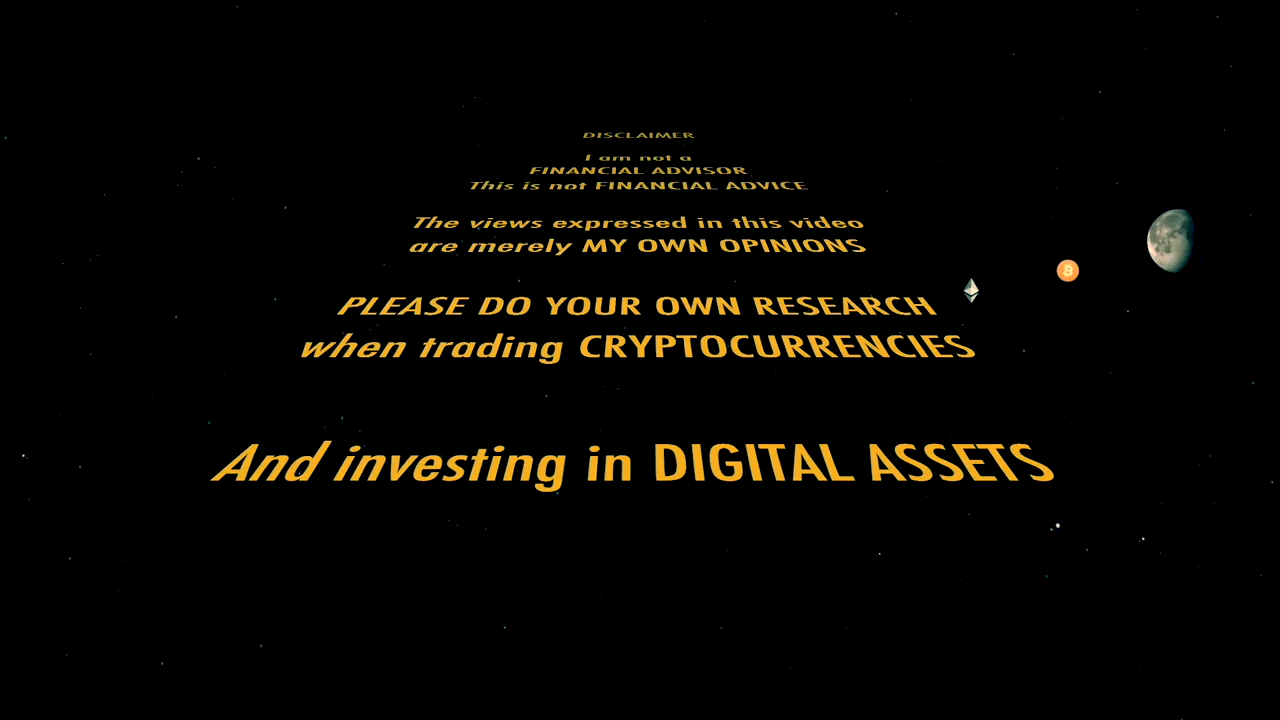 DISCLAIMER
I am not a
FINANCIAL ADVISOR
This is not FINANCIAL ADVICE
The views expressed in this video
are merely MY OWN OPINIONS
PLEASE DO YOUR OWN RESEARCH
when trading CRYPTOCURRENCIES
And investing in DIGITAL ASSETS